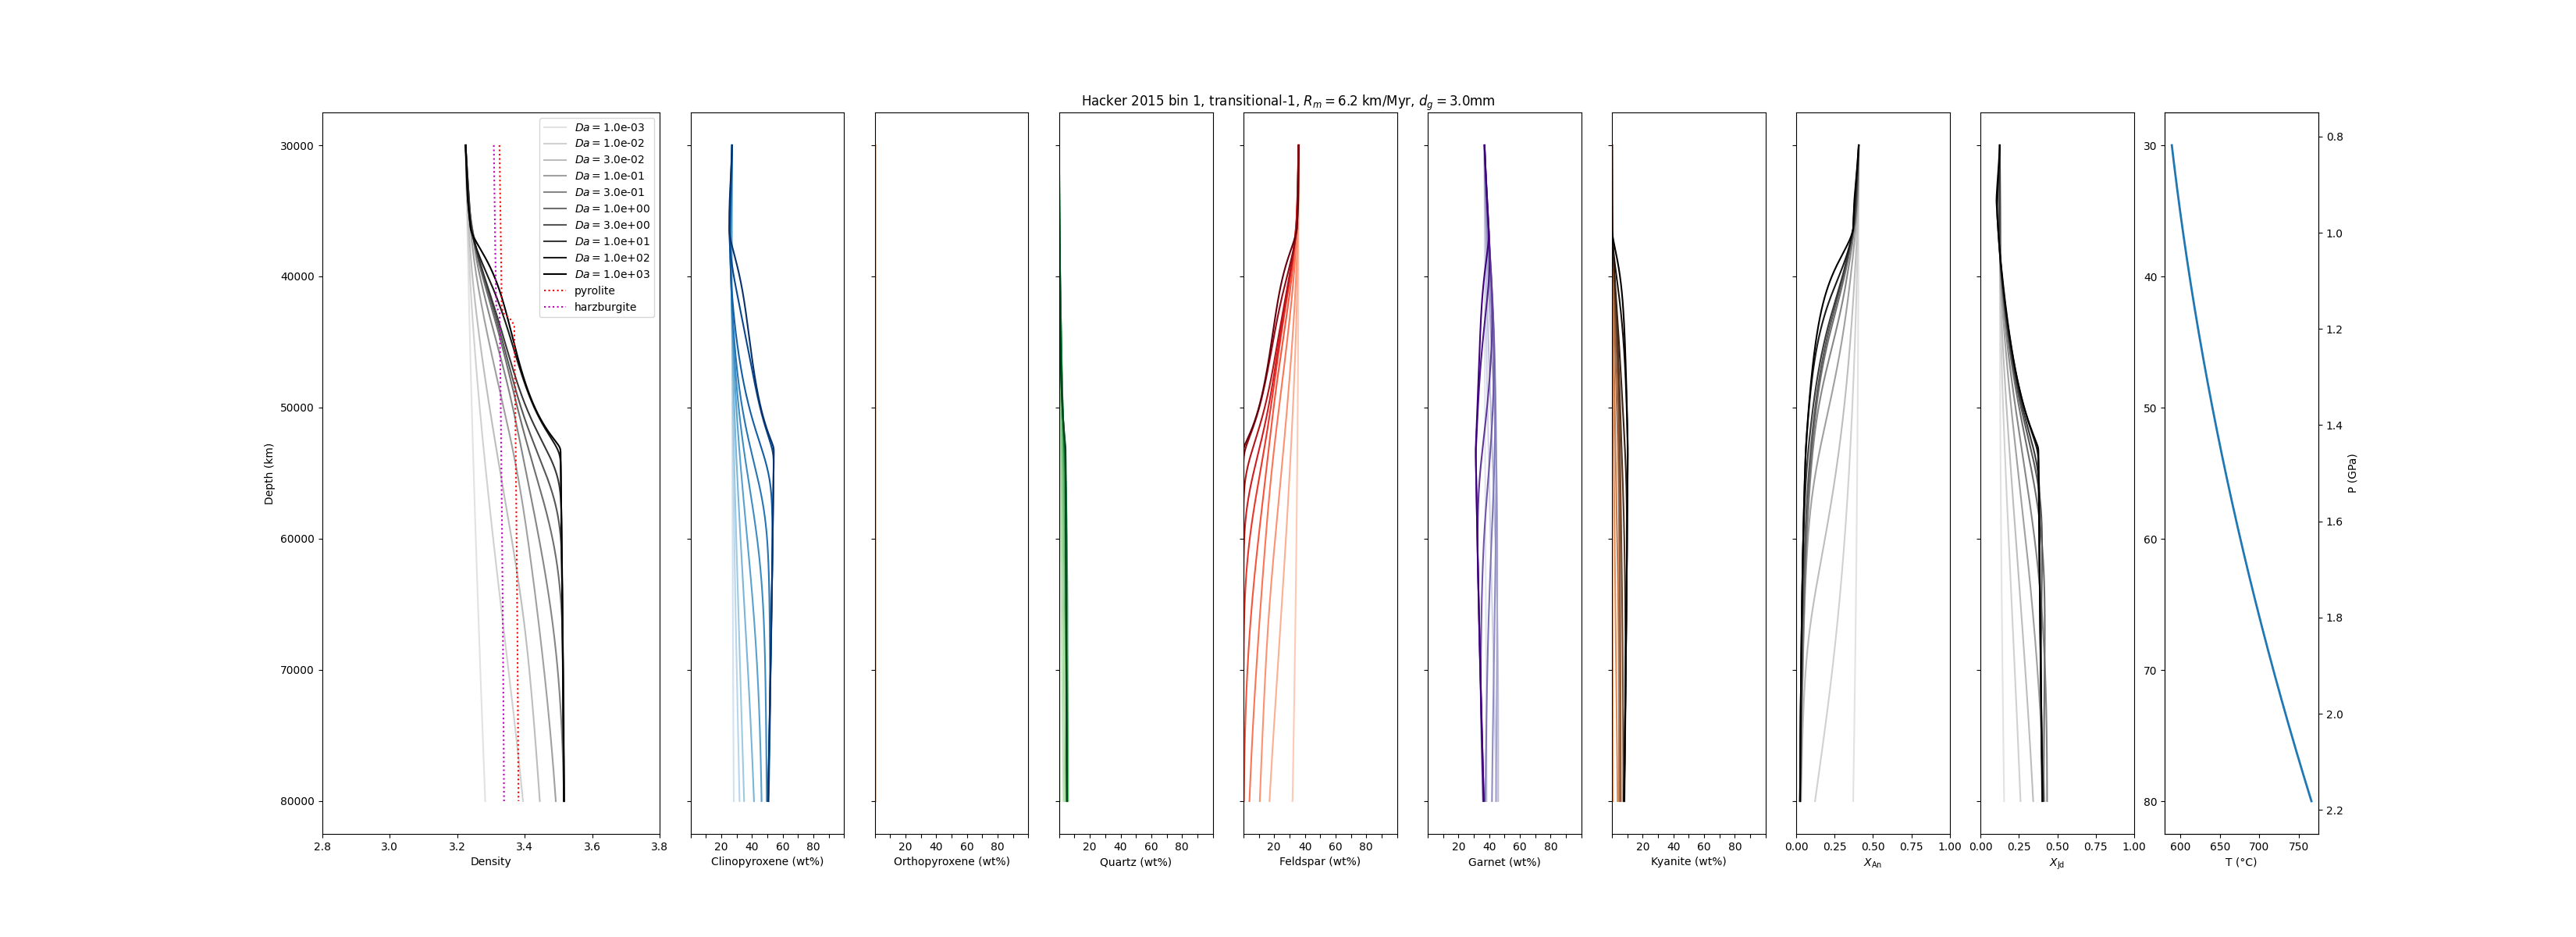 Hacker 2015 bin 1, transitional-1, R_m = 6.2 km/Myr, d_g = 3.0mm
Da = 1.0e-03
Da = 1.0e-02
Da = 3.0e-02
Da = 1.0e-01
Da = 3.0e-01
Da = 1.0e+00
Da = 3.0e+00
Da = 1.0e+01
Da = 1.0e+02
Da = 1.0e+03
pyrolite
harzburgite
Depth (km)
30000
40000
50000
60000
70000
80000
2.8 3.0 3.2 3.4 3.6 3.8
Density
20 40 60 80
Clinopyroxene (wt%)
20 40 60 80
Orthopyroxene (wt%)
20 40 60 80
Quartz (wt%)
20 40 60 80
Feldspar (wt%)
20 40 60 80
Garnet (wt%)
20 40 60 80
Kyanite (wt%)
0.00 0.25 0.50 0.75 1.00
X_An
0.00 0.25 0.50 0.75 1.00
X_Jd
30
40
50
60
70
80
600 650 700 750
T (°C)
0.8
1.0
1.2
1.4
1.6
1.8
2.0
2.2
P (GPa)